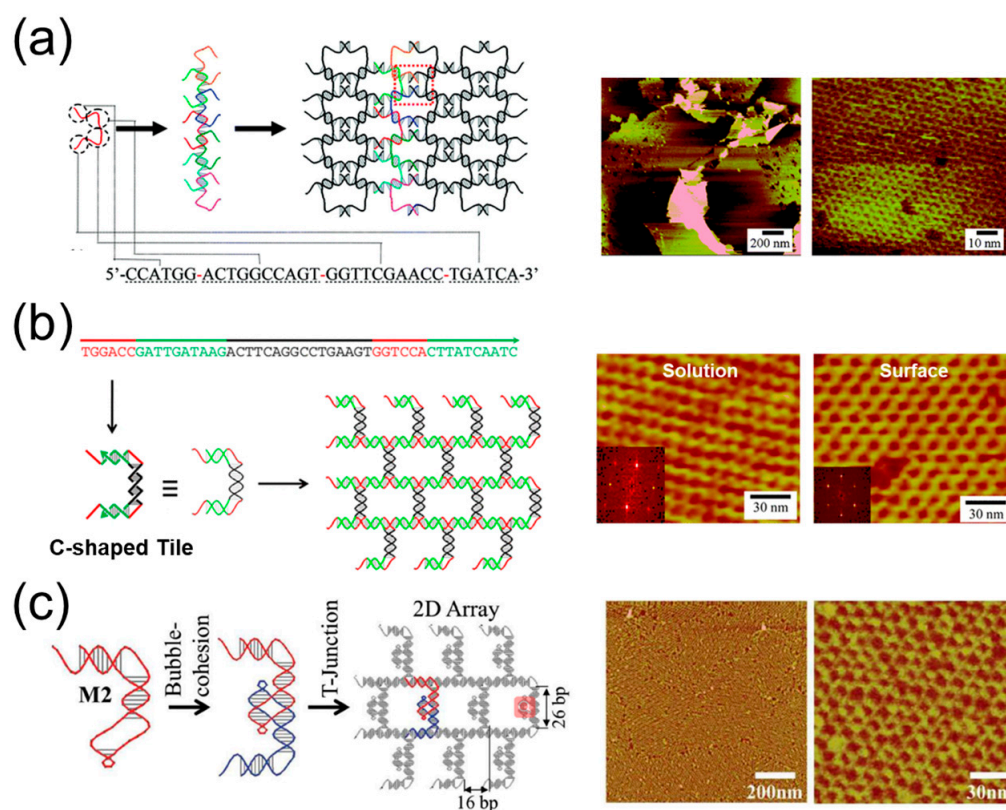 (a)
200 nm
10 nm
5'-CCATGG-ACTGGCCAGT-GGTTCGAACC-TGATCA-3'
(b)
TGGACCGATTGATAAGACTTCAGGCCTGAAGTGGTCCACTTATCAATC
Solution
Surface
30 nm
30 nm
C-shaped Tile
(c)
M2
Bubble-
cohesion
T-Junction
2D Array
26 bp
16 bp
200nm
30nm